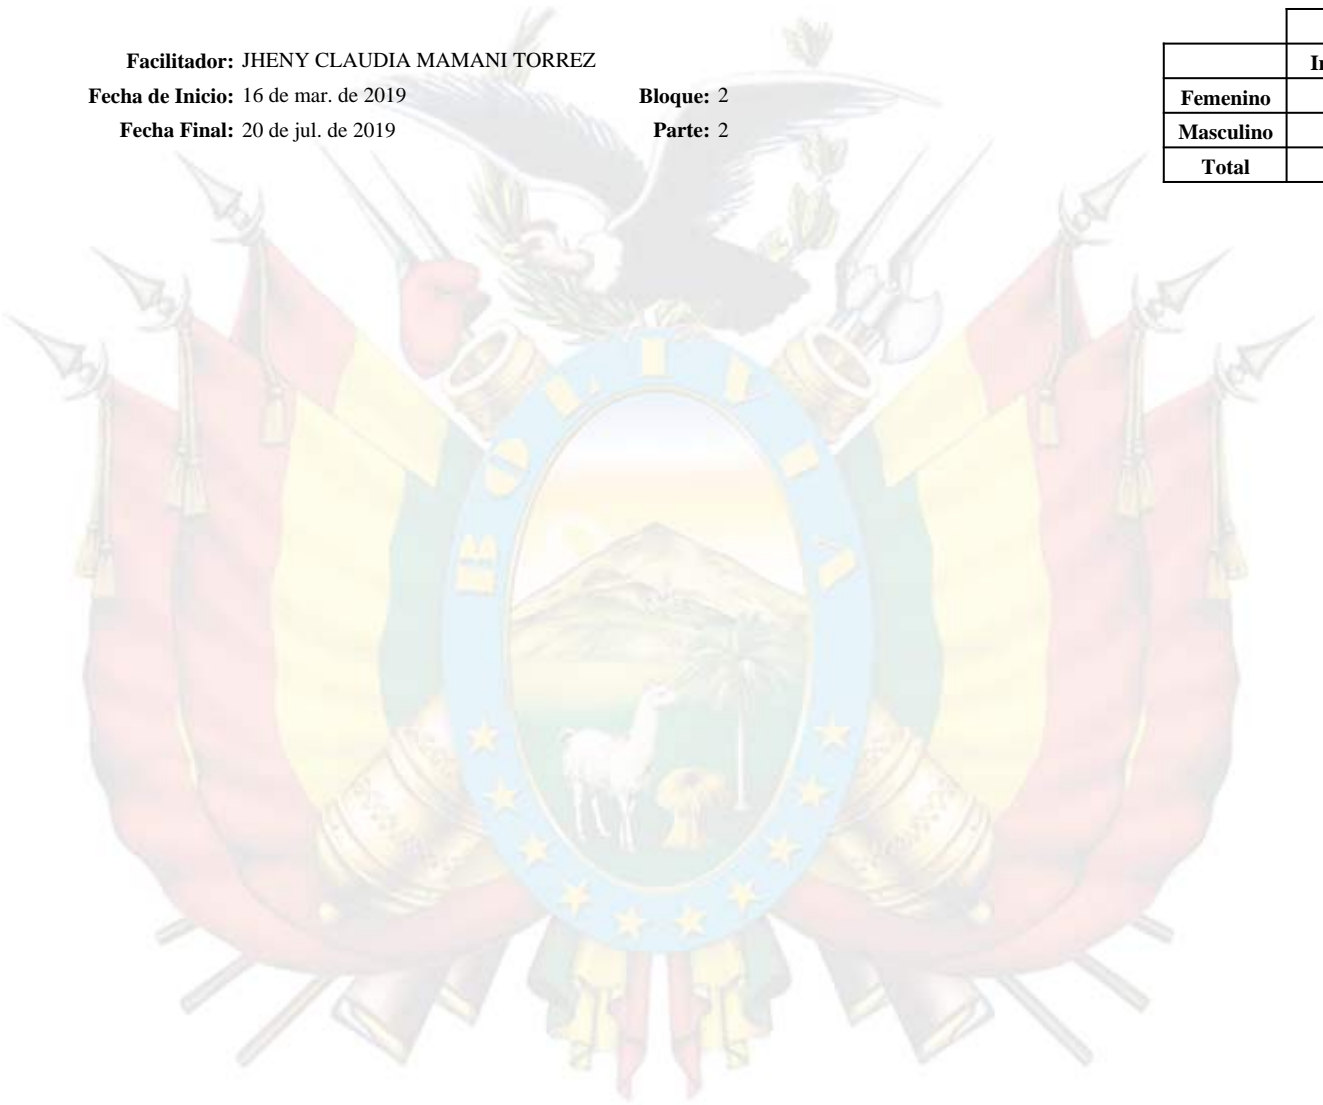 Facilitador: JHENY CLAUDIA MAMANI TORREZ
Fecha de Inicio: 16 de mar. de 2019 Bloque: 2
Fecha Final: 20 de jul. de 2019 Parte: 2
Femenino
Masculino
Total
BOLIVIA